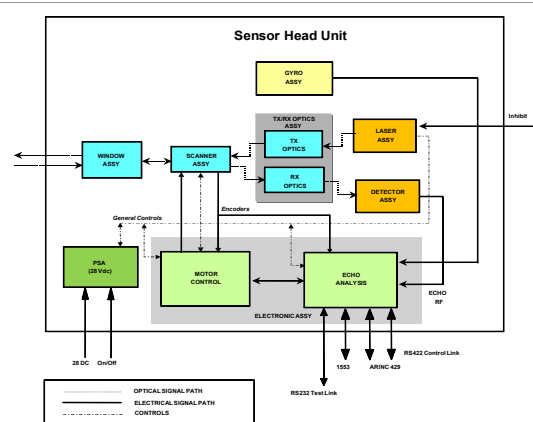 Sensor Head Unit
GYRO
ASSY
TX/RX OPTICS
ASSY
TX
OPTICS
RX
OPTICS
LASER
ASSY
Inhibit
WINDOW
ASSY
SCANNER
ASSY
DETECTOR
ASSY
Encoders
General Controls
PSA
(28 Vdc)
MOTOR
CONTROL
ECHO
ANALYSIS
ECHO
RF
ELECTRONIC ASSY
28 DC
On/Off
1553
ARINC 429
RS422 Control Link
RS232 Test Link
OPTICAL SIGNAL PATH
ELECTRICAL SIGNAL PATH
CONTROLS